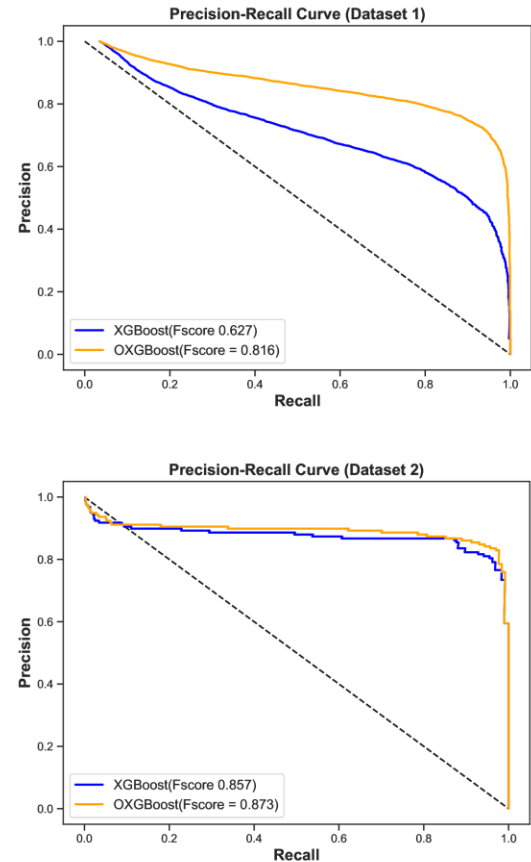 Precision-Recall Curve (Dataset 1)
1.0
0.8
0.6
0.4
0.2
0.0
Precision
XGBoost(Fscore 0.627)
OXGBoost(Fscore = 0.816)
0.0 0.2 0.4 0.6 0.8 1.0
Recall
Precision-Recall Curve (Dataset 2)
1.0
0.8
0.6
0.4
0.2
0.0
Precision
XGBoost(Fscore 0.857)
OXGBoost(Fscore = 0.873)
0.0 0.2 0.4 0.6 0.8 1.0
Recall